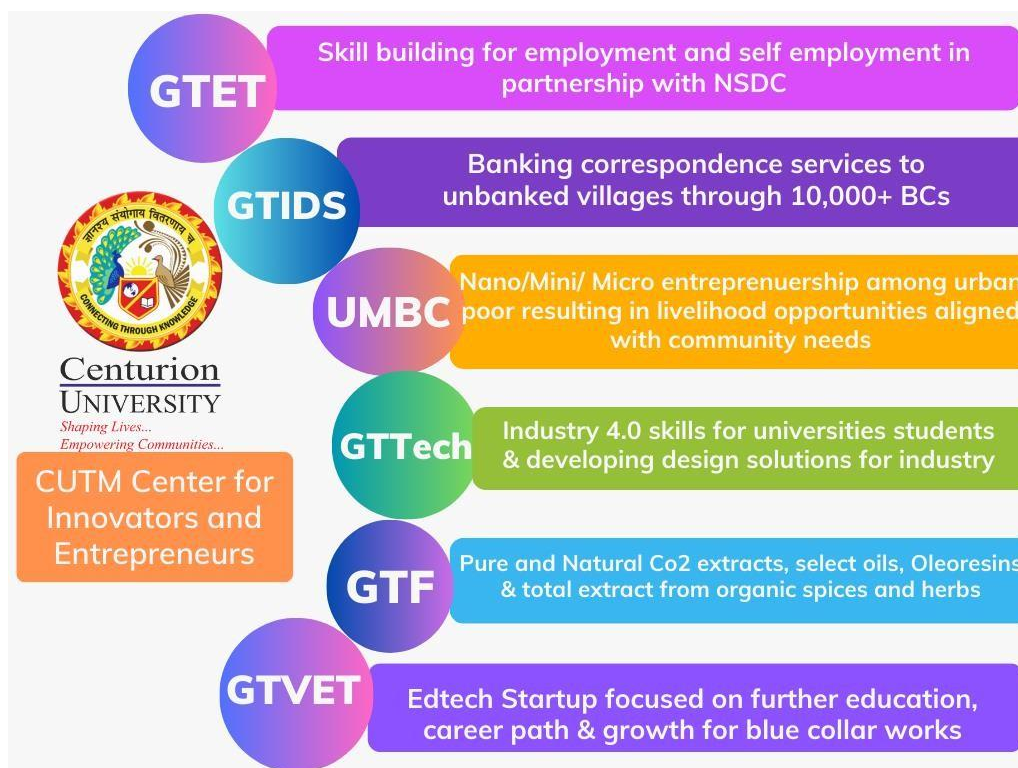 GTET
Skill building for employment and self employment in
partnership with NSDC
GTIDS
Banking correspondence services to
unbanked villages through 10,000+ BCs
ज्ञानश्य संयोगाय वितरणाय च
CONNECTING THROUGH KNOWLEDGE
Centurion
UNIVERSITY
Shaping Lives...
Empowering Communities...
CUTM Center for
Innovators and
Entrepreneurs
UMBC
Nano/Mini/ Micro entreprenuership among urban
poor resulting in livelihood opportunities aligned
with community needs
GTTech
Industry 4.0 skills for universities students
& developing design solutions for industry
GTF
Pure and Natural Co2 extracts, select oils, Oleoresins
& total extract from organic spices and herbs
GTVET
Edtech Startup focused on further education,
career path & growth for blue collar works